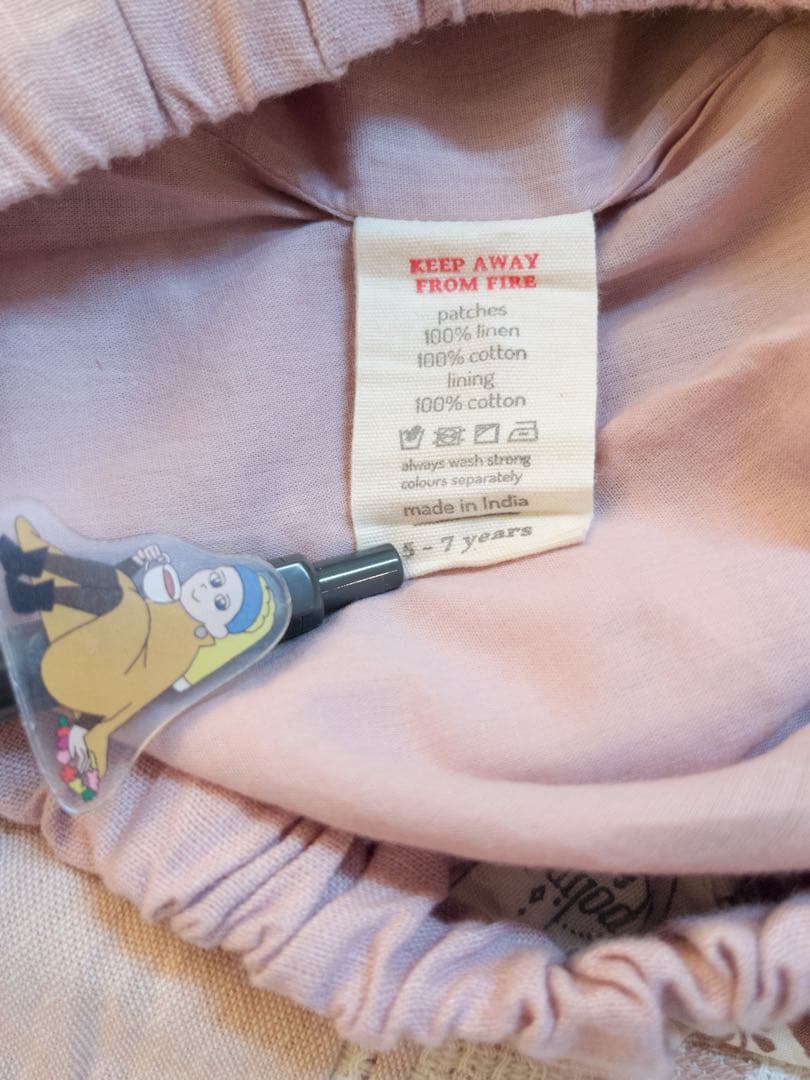 KEEP AWAY
FROM FIRE
patches
100% linen
100% cotton
lining
100% cotton
always wash strong
colours separately
made in India
5 - 7 years